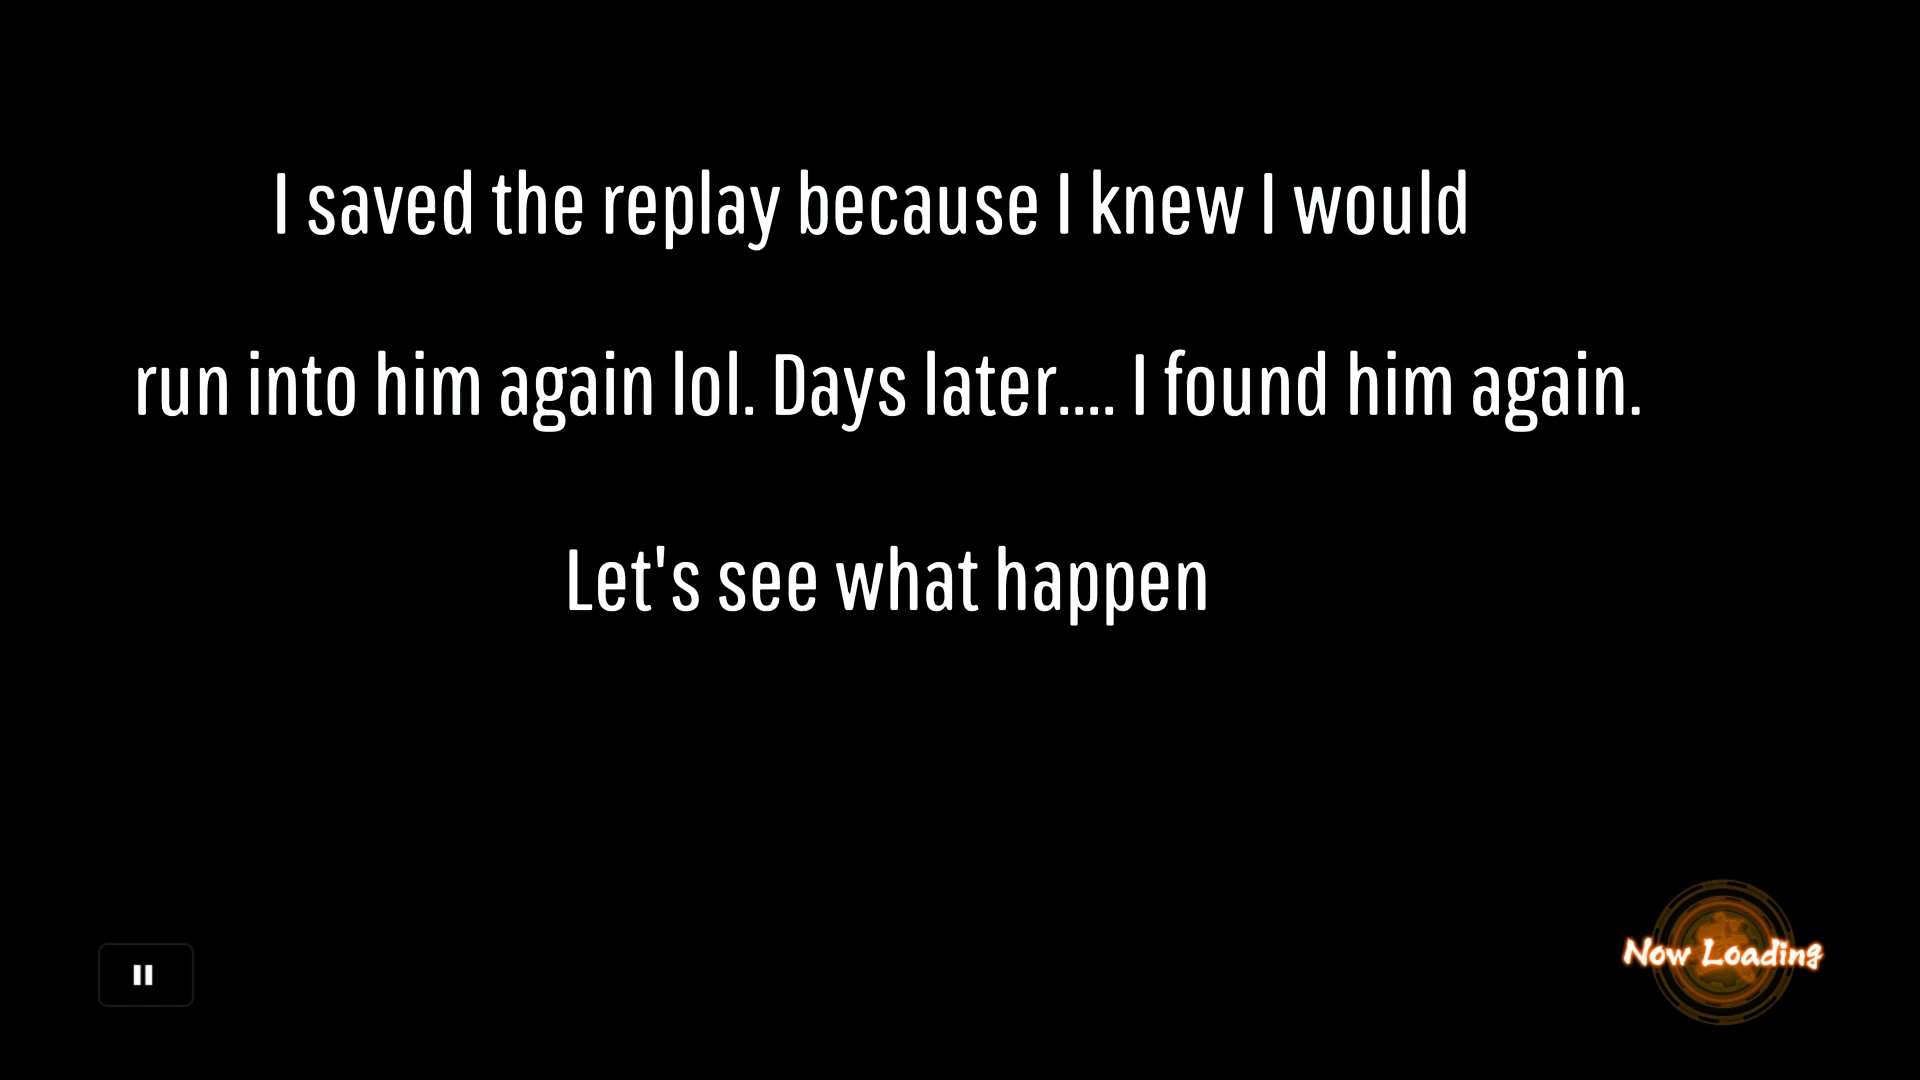 I saved the replay because I knew I would
run into him again lol. Days later.... I found him again.
Let's see what happen
Now Loading